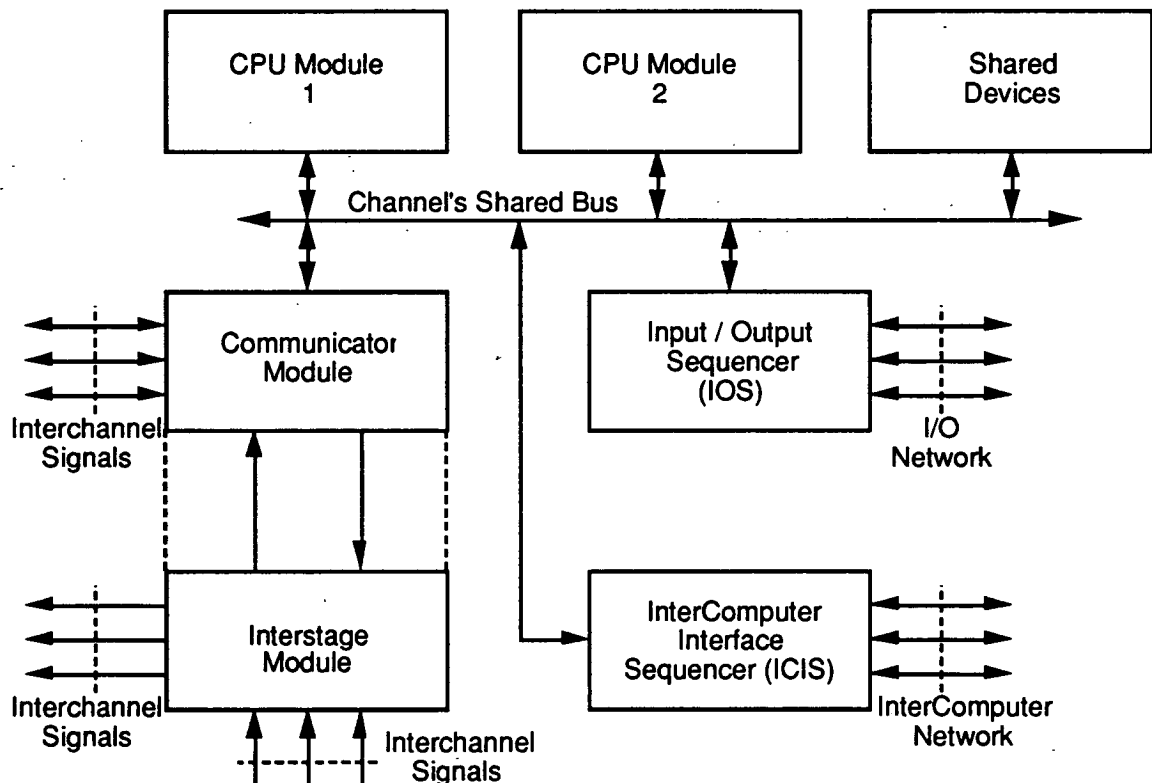 CPU Module
1
CPU Module
2
Shared
Devices
Channel's Shared Bus
Communicator
Module
Input / Output
Sequencer
(IOS)
Interchannel
Signals
I/O
Network
Interstage
Module
InterComputer
Interface
Sequencer (ICIS)
Interchannel
Signals
InterComputer
Network
Interchannel
Signals